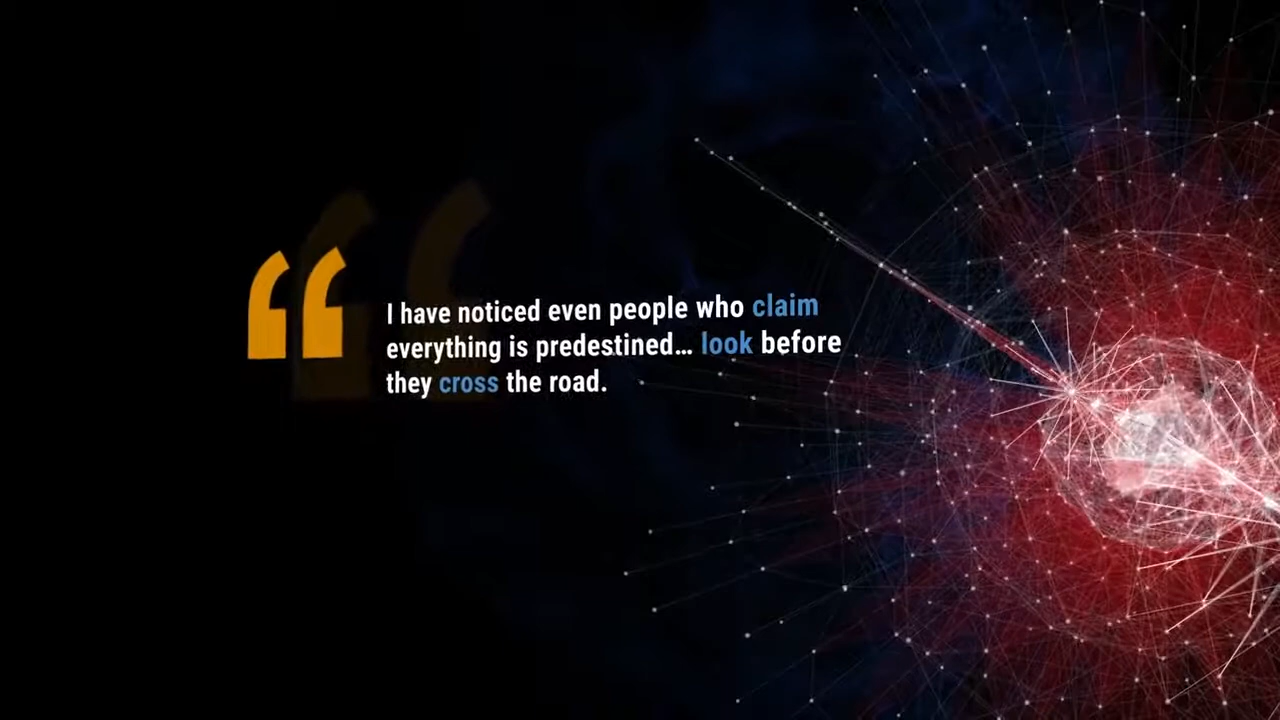 I have noticed even people who claim
everything is predestined... look before
they cross the road.